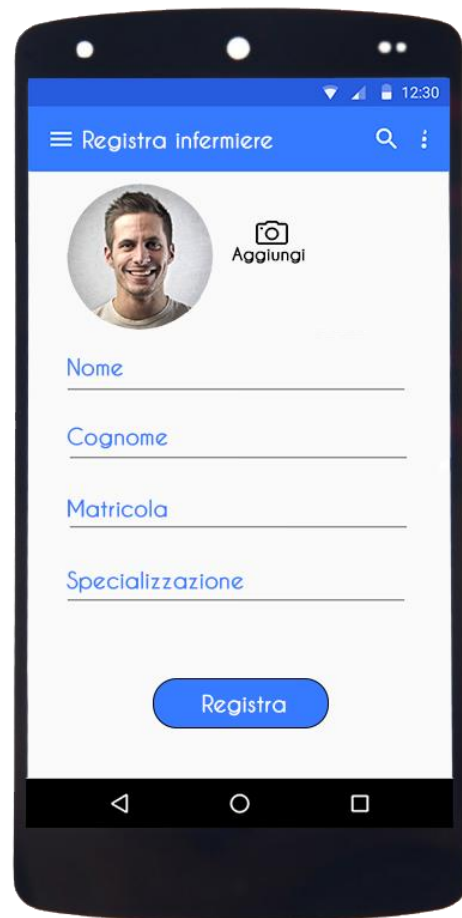 12:30
Registra infermiere
Aggiungi
Nome
Cognome
Matricola
Specializzazione
Registra